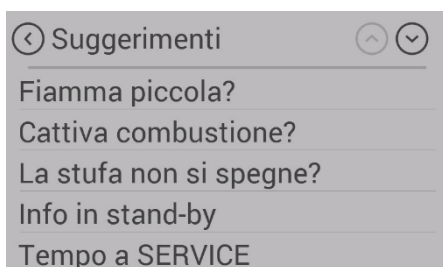 Suggerimenti
Fiamma piccola?
Cattiva combustione?
La stufa non si spegne?
Info in stand-by
Tempo a SERVICE